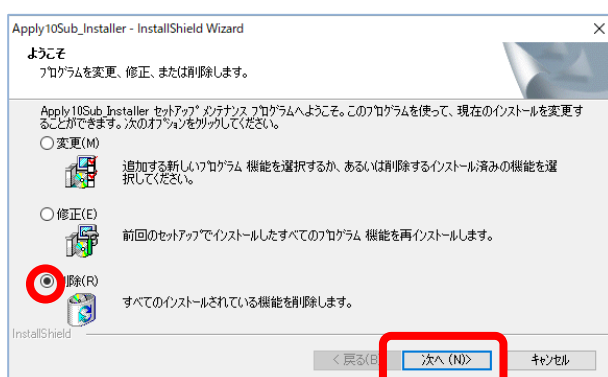 Apply10Sub_Installer - InstallShield Wizard
ようこそ
プログラムを変更、修正、または削除します。
Apply10Sub_Installer セットアップ メンテナンス プログラムへようこそ。このプログラムを使って、現在のインストールを変更す
ることができます。次のオプションをクリックしてください。
変更(M)
追加する新しいプログラム 機能を選択するか、あるいは削除するインストール済みの機能を選
択してください。
修正(E)
前回のセットアップでインストールしたすべてのプログラム 機能を再インストールします。
削除(R)
すべてのインストールされている機能を削除します。
InstallShield
< 戻る(B) 次へ (N)> キャンセル